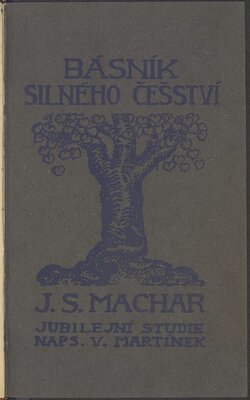 BÁSNÍK
SILNÉHO ČEŠSTVÍ
J. S. MACHAR
JUBILEJNÍ STUDIE
NAPS. V. MARTÍNEK